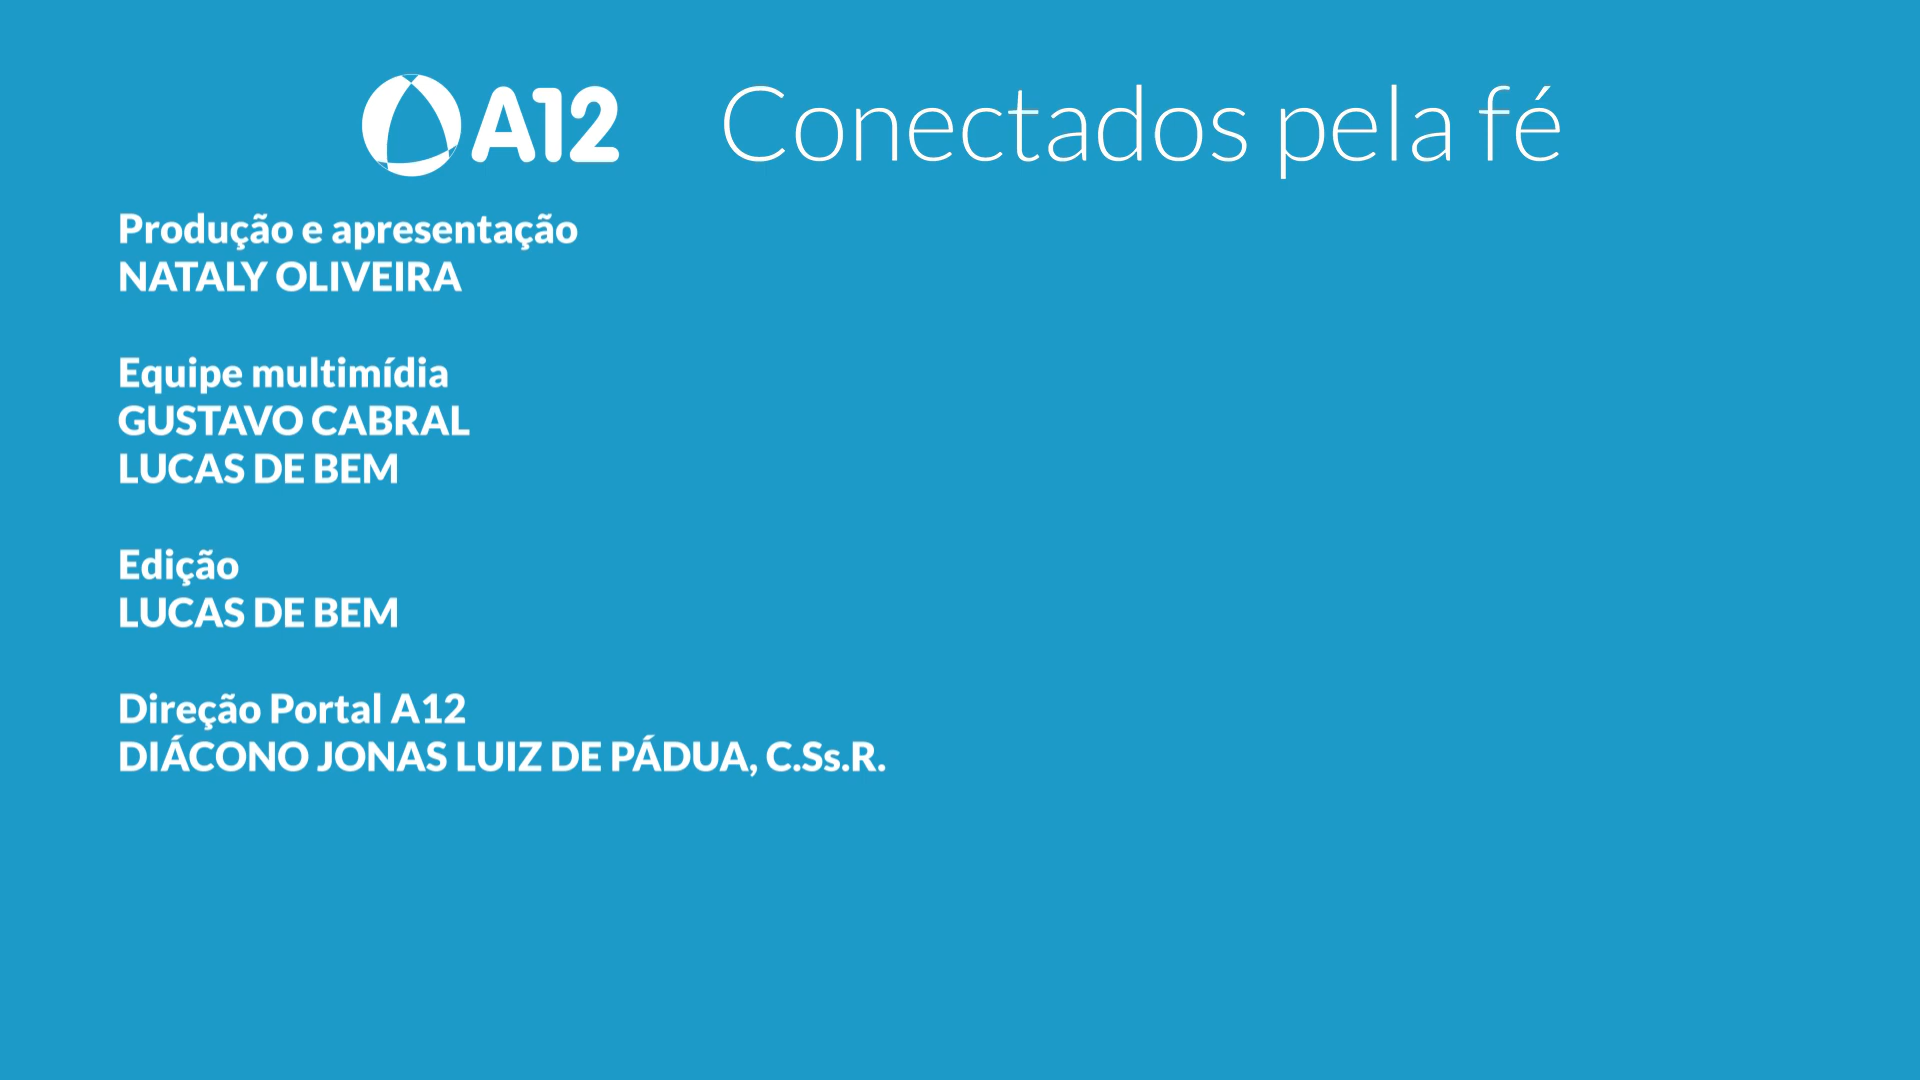 A12 Conectados pela fé
Produção e apresentação
NATALY OLIVEIRA
Equipe multimídia
GUSTAVO CABRAL
LUCAS DE BEM
Edição
LUCAS DE BEM
Direção Portal A12
DIÁCONO JONAS LUIZ DE PÁDUA, C.Ss.R.